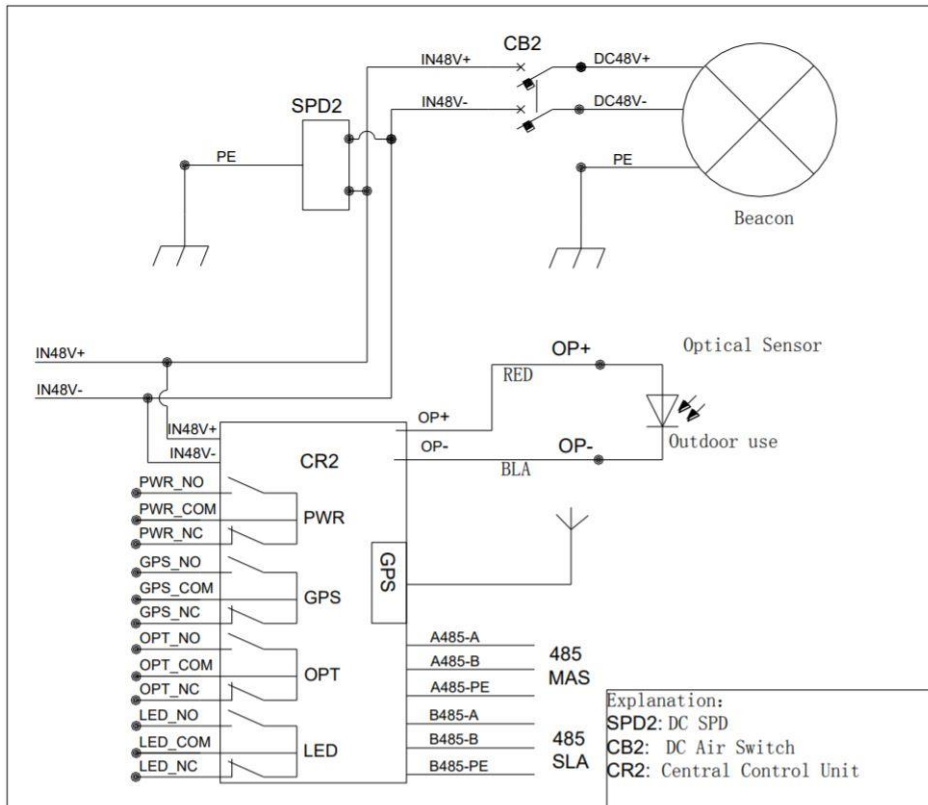 CB2
IN48V+
DC48V+
SPD2
IN48V-
DC48V-
PE
PE
Beacon
IN48V+
OP+
Optical Sensor
RED
IN48V-
OP+
IN48V+
OP-
OP-
Outdoor use
IN48V-
CR2
BLA
PWR_NO
PWR_COM
PWR
PWR_NC
GPS_NO
GPS
GPS_COM
GPS
GPS_NC
OPT_NO
A485-A
485
OPT_COM
OPT
A485-B
MAS
OPT_NC
A485-PE
LED_NO
B485-A
485
LED_COM
LED
B485-B
SLA
LED_NC
B485-PE
Explanation:
SPD2: DC SPD
CB2: DC Air Switch
CR2: Central Control Unit